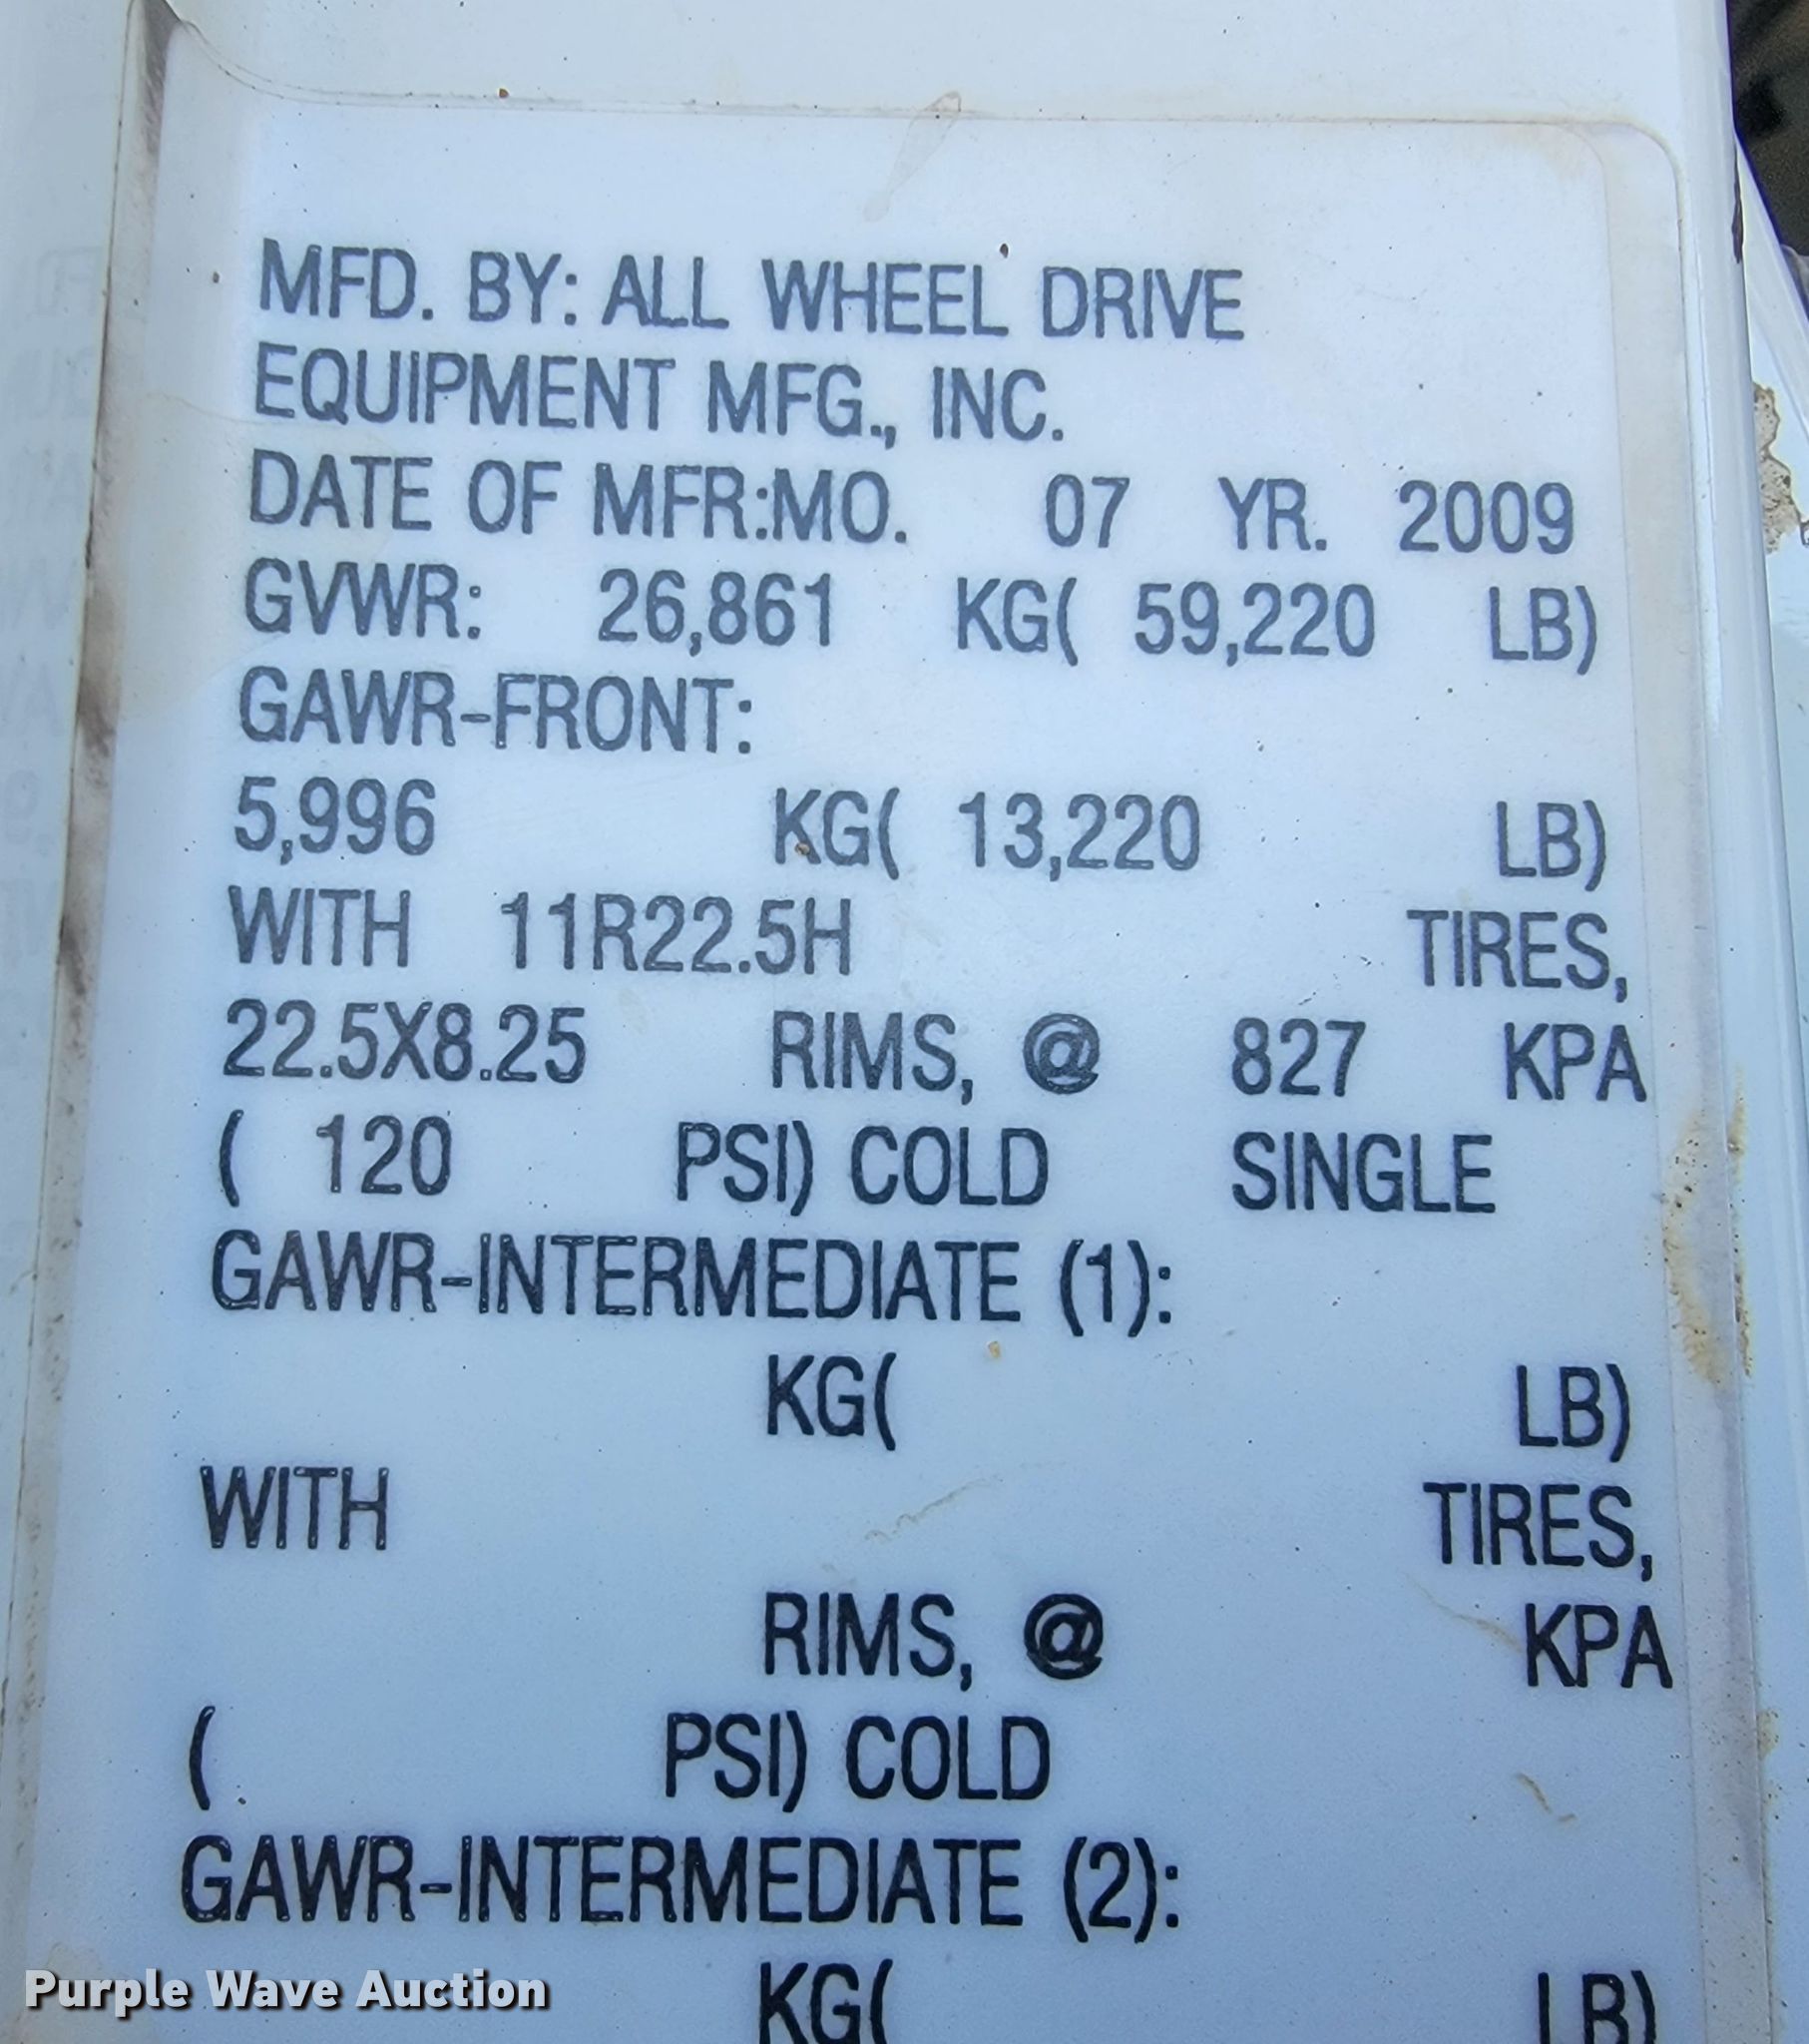 MFD. BY: ALL WHEEL DRIVE
EQUIPMENT MFG., INC.
DATE OF MFR:MO. 07 YR. 2009
GVWR: 26,861 KG( 59,220 LB)
GAWR-FRONT:
5,996 KG( 13,220 LB)
WITH 11R22.5H TIRES,
22.5X8.25 RIMS, @ 827 KPA
( 120 PSI) COLD SINGLE
GAWR-INTERMEDIATE (1):
KG( LB)
WITH TIRES,
RIMS, @ KPA
( PSI) COLD
GAWR-INTERMEDIATE (2):
KG( LB)
Purple Wave Auction